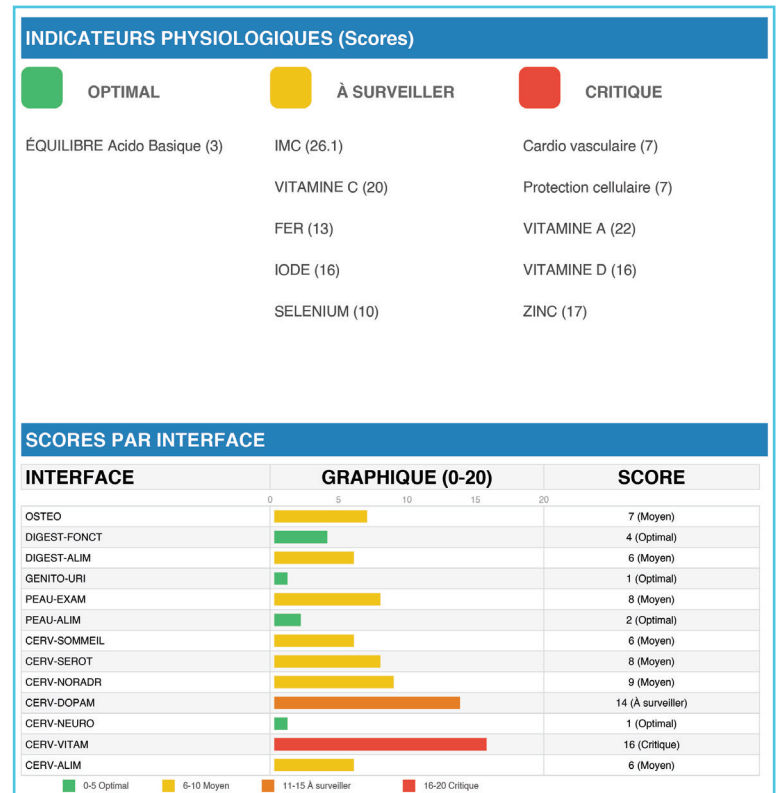 INDICATEURS PHYSIOLOGIQUES (Scores)
OPTIMAL À SURVEILLER CRITIQUE
ÉQUILIBRE Acido Basique (3) IMC (26.1) Cardio vasculaire (7)
VITAMINE C (20) Protection cellulaire (7)
FER (13) VITAMINE A (22)
IODE (16) VITAMINE D (16)
SELENIUM (10) ZINC (17)
SCORES PAR INTERFACE
INTERFACE GRAPHIQUE (0-20) SCORE
0 5 10 15 20
OSTEO 7 (Moyen)
DIGEST-FONCT 4 (Optimal)
DIGEST-ALIM 6 (Moyen)
GENITO-URI 1 (Optimal)
PEAU-EXAM 8 (Moyen)
PEAU-ALIM 2 (Optimal)
CERV-SOMMEIL 6 (Moyen)
CERV-SEROT 8 (Moyen)
CERV-NORADR 9 (Moyen)
CERV-DOPAM 14 (À surveiller)
CERV-NEURO 1 (Optimal)
CERV-VITAM 16 (Critique)
CERV-ALIM 6 (Moyen)
0-5 Optimal 6-10 Moyen 11-15 À surveiller 16-20 Critique